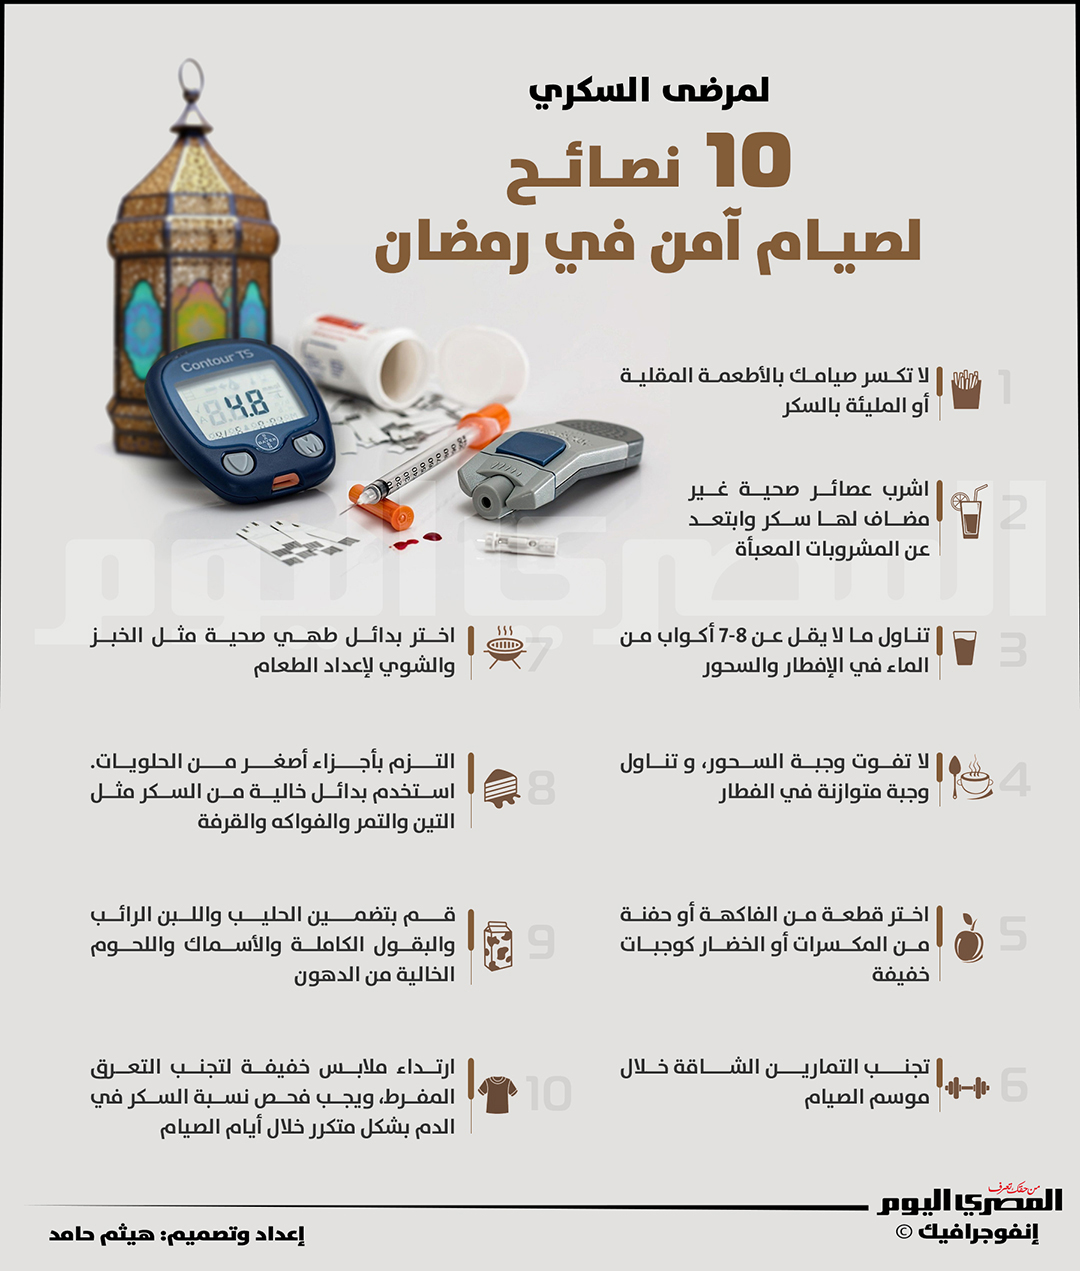 لمرضى السكري
10 نصائح
لصيام آمن في رمضان
Contour TS
4.8
BAYER
1
لا تكسر صيامك بالأطعمة المقلية
أو المليئة بالسكر
2
اشرب عصائر صحية غير
مضاف لها سكر وابتعد
عن المشروبات المعبأة
المصري اليوم
3
تناول ما لا يقل عن 8-7 أكواب من
الماء في الإفطار والسحور
4
لا تفوت وجبة السحور، و تناول
وجبة متوازنة في الفطار
5
اختر قطعة من الفاكهة أو حفنة
من المكسرات أو الخضار كوجبات
خفيفة
6
تجنب التمارين الشاقة خلال
موسم الصيام
7
اختر بدائل طهي صحية مثل الخبز
والشوي لإعداد الطعام
8
التزم بأجزاء أصغر من الحلويات.
استخدم بدائل خالية من السكر مثل
التين والتمر والفواكه والقرفة
9
قم بتضمين الحليب واللبن الرائب
والبقول الكاملة والأسماك واللحوم
الخالية من الدهون
10
ارتداء ملابس خفيفة لتجنب التعرق
المفرط، ويجب فحص نسبة السكر في
الدم بشكل متكرر خلال أيام الصيام
من حقك تعرف
المصري اليوم
إنفوجرافيك ©
إعداد وتصميم: هيثم حامد